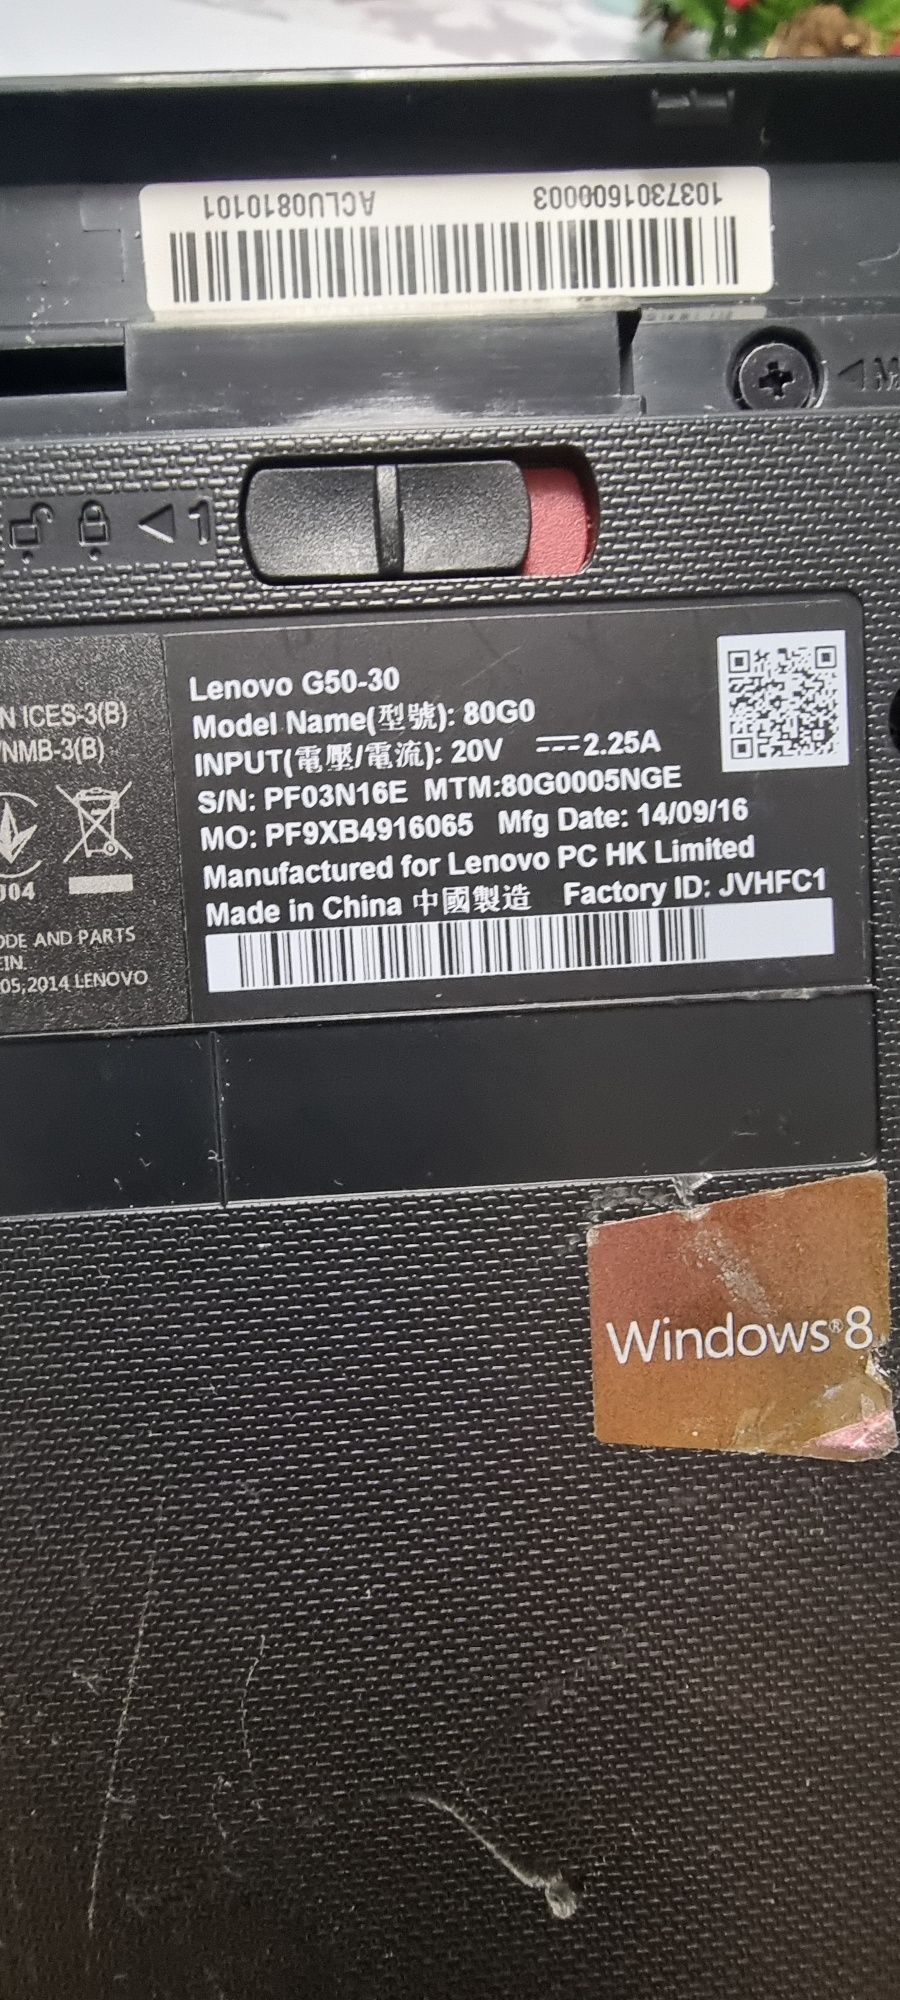 ACLU0810101 1037301600003
1
Lenovo G50-30
Model Name(型號): 80G0
INPUT(電壓/電流): 20V ⎓2.25A
S/N: PF03N16E MTM:80G0005NGE
MO: PF9XB4916065 Mfg Date: 14/09/16
Manufactured for Lenovo PC HK Limited
Made in China 中國製造 Factory ID: JVHFC1
N ICES-3(B)
/NMB-3(B)
J04
AND PARTS
05,2014 LENOVO
Windows®8